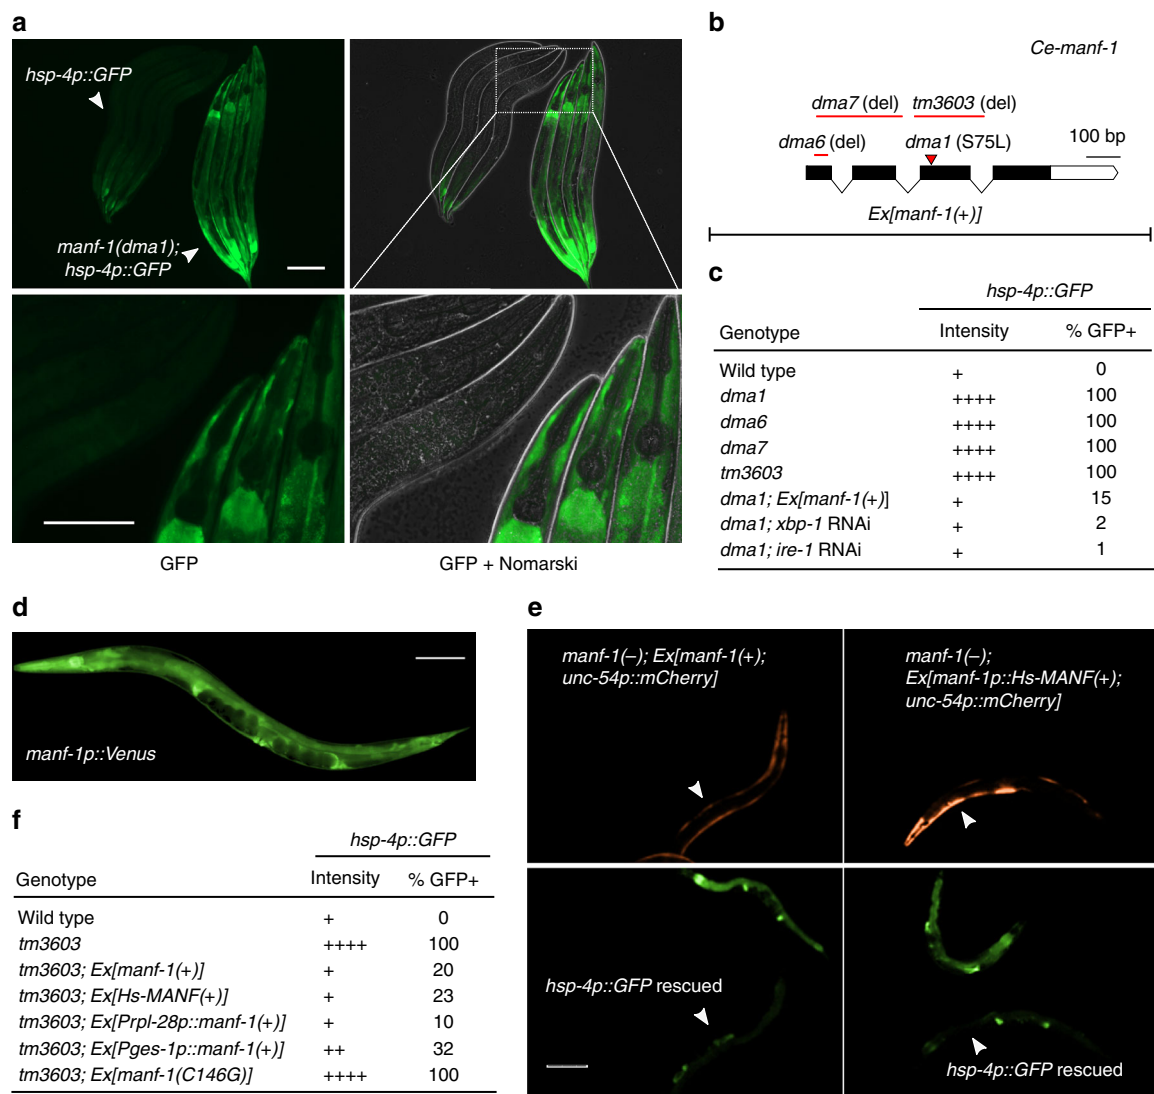 a
hsp-4p::GFP
manf-1(dma1);
hsp-4p::GFP
GFP
GFP + Nomarski
b
Ce-manf-1
dma7 (del)
tm3603 (del)
dma6 (del)
dma1 (S75L)
100 bp
Ex[manf-1(+)]
c
hsp-4p::GFP
Genotype Intensity % GFP+
Wild type + 0
dma1 ++++ 100
dma6 ++++ 100
dma7 ++++ 100
tm3603 ++++ 100
dma1; Ex[manf-1(+)] + 15
dma1; xbp-1 RNAi + 2
dma1; ire-1 RNAi + 1
d
manf-1p::Venus
e
manf-1(–); Ex[manf-1(+);
unc-54p::mCherry]
manf-1(–);
Ex[manf-1p::Hs-MANF(+);
unc-54p::mCherry]
hsp-4p::GFP rescued
hsp-4p::GFP rescued
f
hsp-4p::GFP
Genotype Intensity % GFP+
Wild type + 0
tm3603 ++++ 100
tm3603; Ex[manf-1(+)] + 20
tm3603; Ex[Hs-MANF(+)] + 23
tm3603; Ex[Prpl-28p::manf-1(+)] + 10
tm3603; Ex[Pges-1p::manf-1(+)] ++ 32
tm3603; Ex[manf-1(C146G)] ++++ 100